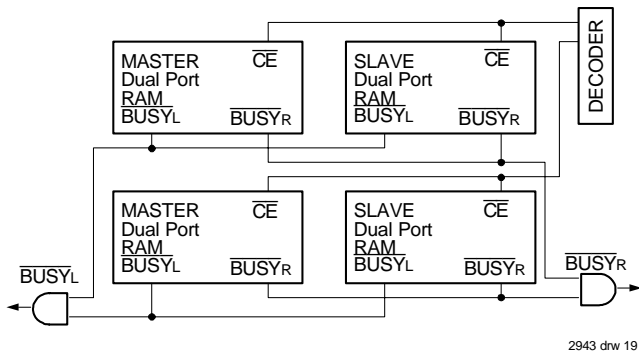 MASTER
Dual Port
RAM
BUSYL
CE
BUSYR
SLAVE
Dual Port
RAM
BUSYL
CE
BUSYR
DECODER
MASTER
Dual Port
RAM
BUSYL
CE
BUSYR
SLAVE
Dual Port
RAM
BUSYL
CE
BUSYR
BUSYL
BUSYR
2943 drw 19